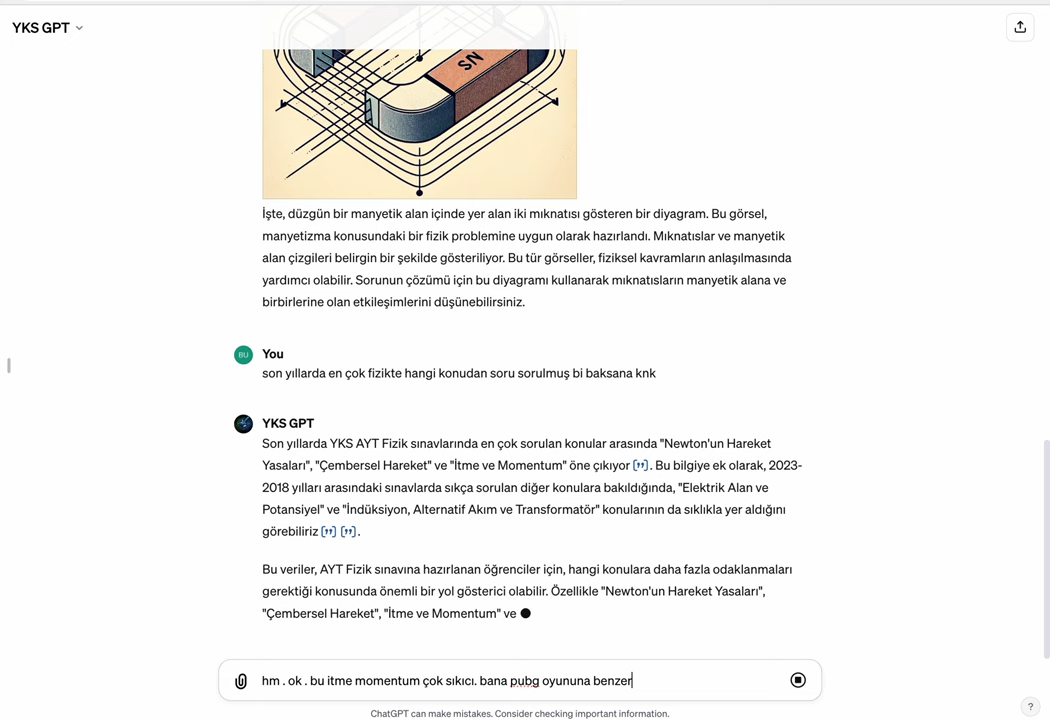 YKS GPT
SN
İşte, düzgün bir manyetik alan içinde yer alan iki mıknatısı gösteren bir diyagram. Bu görsel,
manyetizma konusundaki bir fizik problemine uygun olarak hazırlandı. Mıknatıslar ve manyetik
alan çizgileri belirgin bir şekilde gösteriliyor. Bu tür görseller, fiziksel kavramların anlaşılmasında
yardımcı olabilir. Sorunun çözümü için bu diyagramı kullanarak mıknatısların manyetik alana ve
birbirlerine olan etkileşimlerini düşünebilirsiniz.
BU
You
son yıllarda en çok fizikte hangi konudan soru sorulmuş bi baksana knk
YKS GPT
Son yıllarda YKS AYT Fizik sınavlarında en çok sorulan konular arasında "Newton'un Hareket
Yasaları", "Çembersel Hareket" ve "İtme ve Momentum" öne çıkıyor ["]. Bu bilgiye ek olarak, 2023-
2018 yılları arasındaki sınavlarda sıkça sorulan diğer konulara bakıldığında, "Elektrik Alan ve
Potansiyel" ve "İndüksiyon, Alternatif Akım ve Transformatör" konularının da sıklıkla yer aldığını
görebiliriz ["] ["].
Bu veriler, AYT Fizik sınavına hazırlanan öğrenciler için, hangi konulara daha fazla odaklanmaları
gerektiği konusunda önemli bir yol gösterici olabilir. Özellikle "Newton'un Hareket Yasaları",
"Çembersel Hareket", "İtme ve Momentum" ve
hm . ok . bu itme momentum çok sıkıcı. bana pubg oyununa benzer
ChatGPT can make mistakes. Consider checking important information.
?